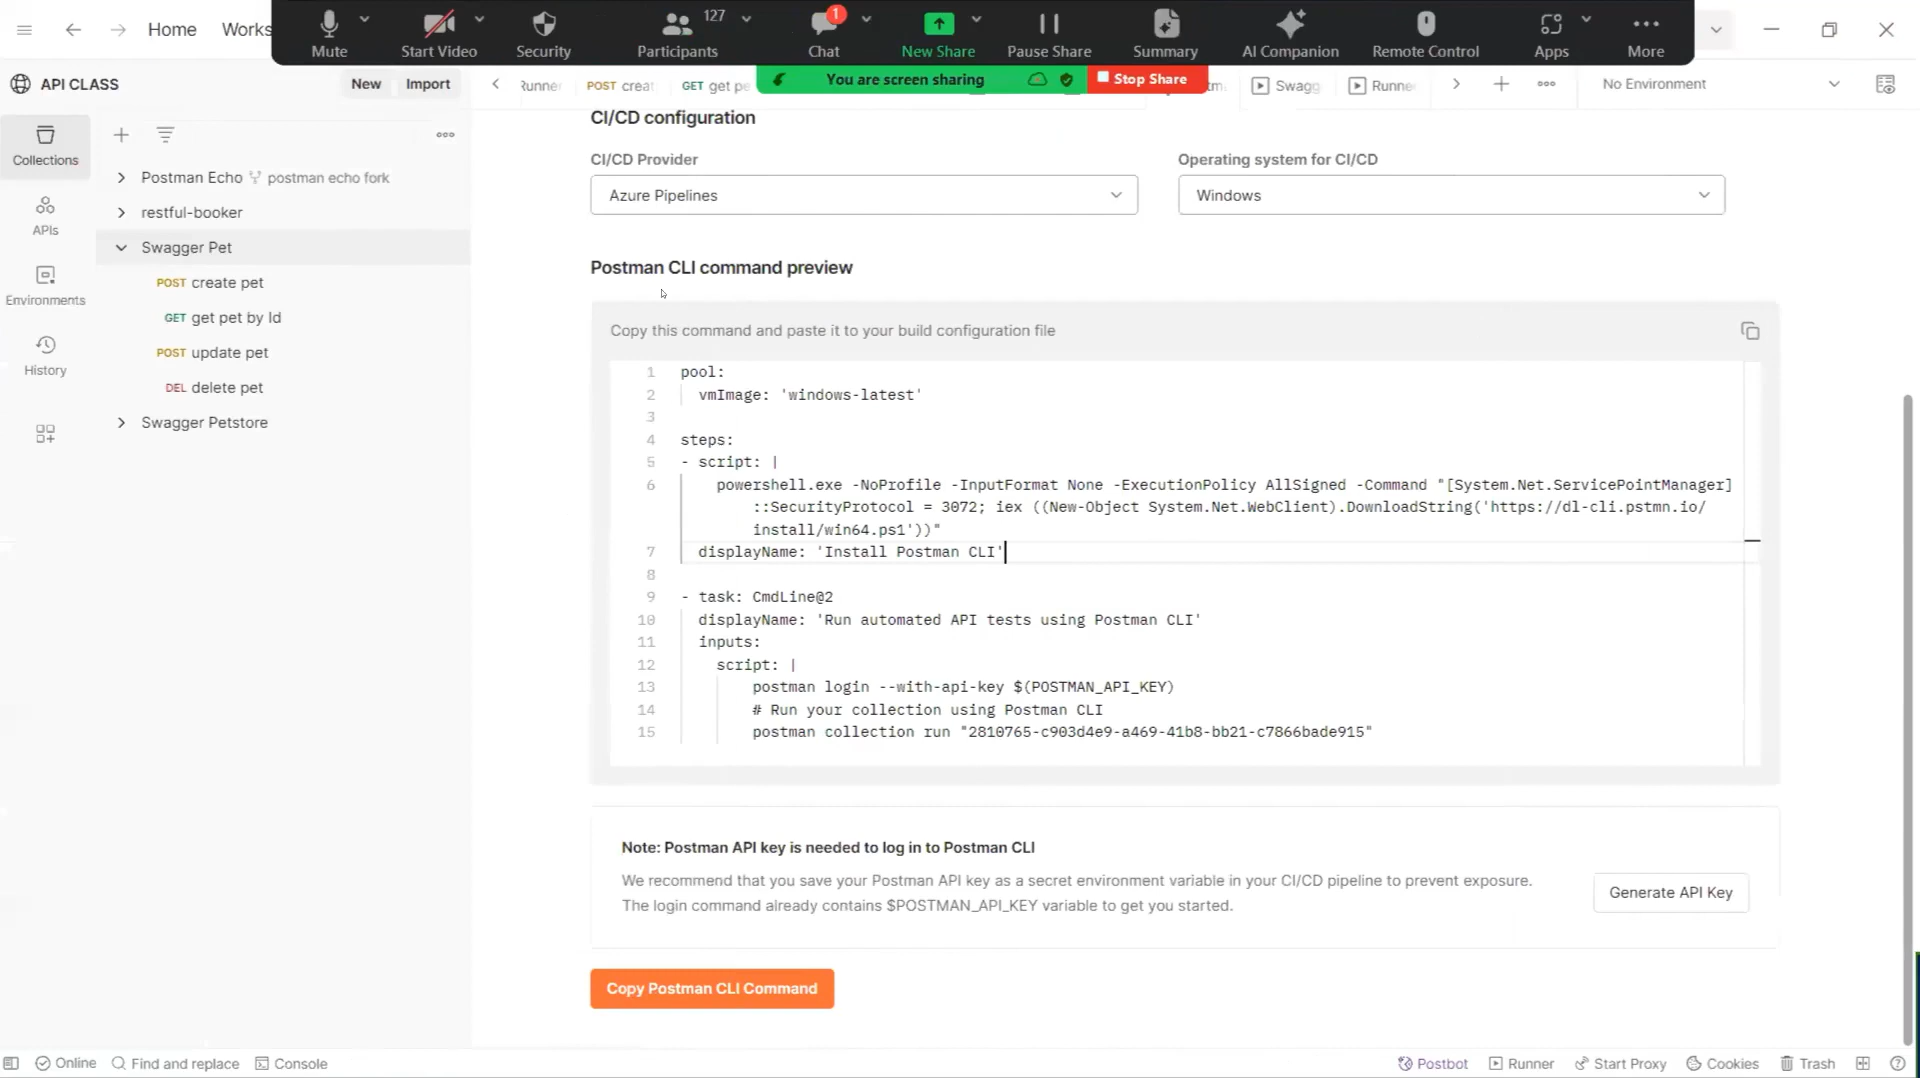 Home
Works
Mute
Start Video
Security
127
Participants
1
Chat
New Share
Pause Share
Summary
AI Companion
Remote Control
Apps
More
You are screen sharing
Stop Share
API CLASS
New
Import
Runner
POST creat
GET get pe
Swagg
Runne
No Environment
Collections
APIs
Environments
History
Postman Echo postman echo fork
restful-booker
Swagger Pet
POST create pet
GET get pet by Id
POST update pet
DEL delete pet
Swagger Petstore
CI/CD configuration
CI/CD Provider
Azure Pipelines
Operating system for CI/CD
Windows
Postman CLI command preview
Copy this command and paste it to your build configuration file
1 pool:
2 vmImage: 'windows-latest'
3
4 steps:
5 - script: |
6 powershell.exe -NoProfile -InputFormat None -ExecutionPolicy AllSigned -Command "[System.Net.ServicePointManager]
::SecurityProtocol = 3072; iex ((New-Object System.Net.WebClient).DownloadString('https://dl-cli.pstmn.io/
install/win64.ps1'))"
7 displayName: 'Install Postman CLI'
8
9 - task: CmdLine@2
10 displayName: 'Run automated API tests using Postman CLI'
11 inputs:
12 script: |
13 postman login --with-api-key $(POSTMAN_API_KEY)
14 # Run your collection using Postman CLI
15 postman collection run "2810765-c903d4e9-a469-41b8-bb21-c7866bade915"
Note: Postman API key is needed to log in to Postman CLI
We recommend that you save your Postman API key as a secret environment variable in your CI/CD pipeline to prevent exposure.
The login command already contains $POSTMAN_API_KEY variable to get you started.
Generate API Key
Copy Postman CLI Command
Online
Find and replace
Console
Postbot
Runner
Start Proxy
Cookies
Trash